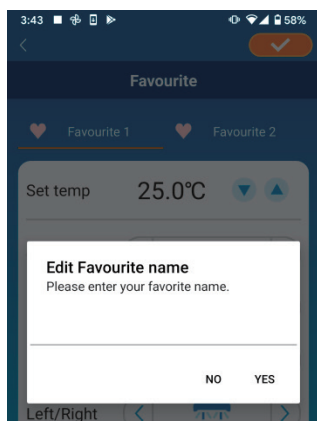 3:43 58%
Favourite
Favourite 1 Favourite 2
Set temp 25.0℃
Edit Favourite name
Please enter your favorite name.
NO YES
Left/Right